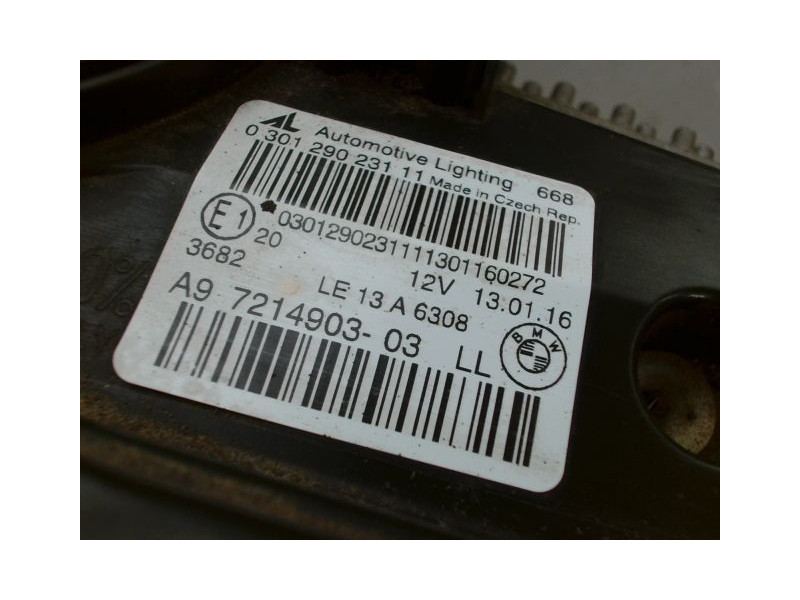 AL Automotive Lighting 668
0 301 290 231 11 Made in Czech Rep.
E1 0301290231111301160272
20
3682 12V 13.01.16
LE 13 A 6308
A9 7214903-03 LL BMW